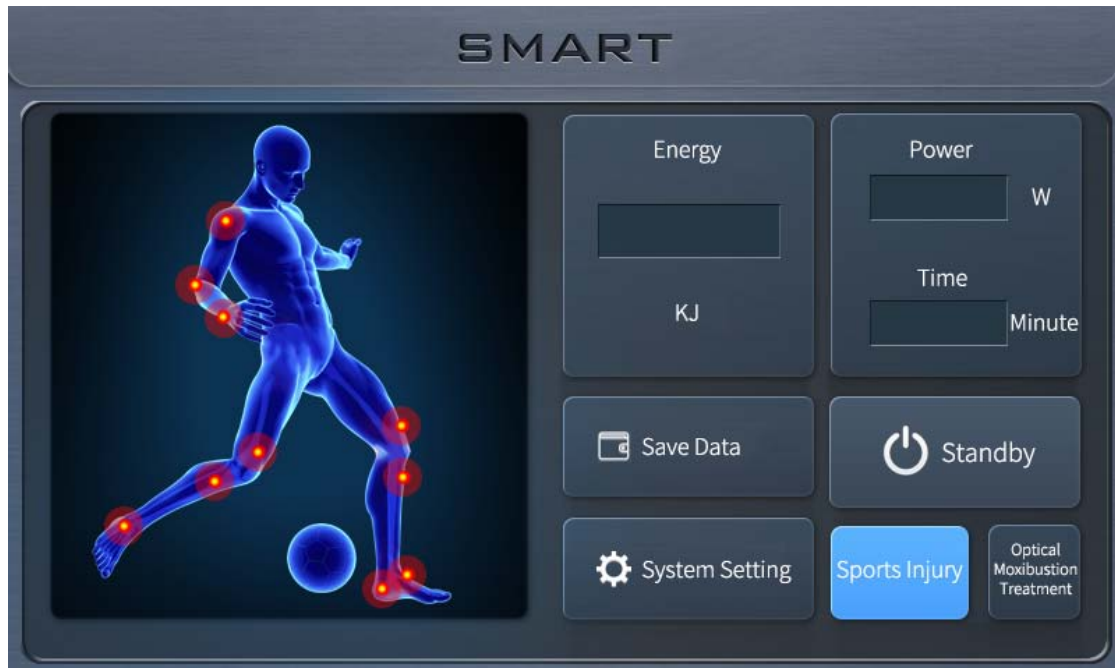 SMART
Energy
KJ
Power
W
Time
Minute
Save Data
Standby
System Setting
Sports Injury
Optical
Moxibustion
Treatment